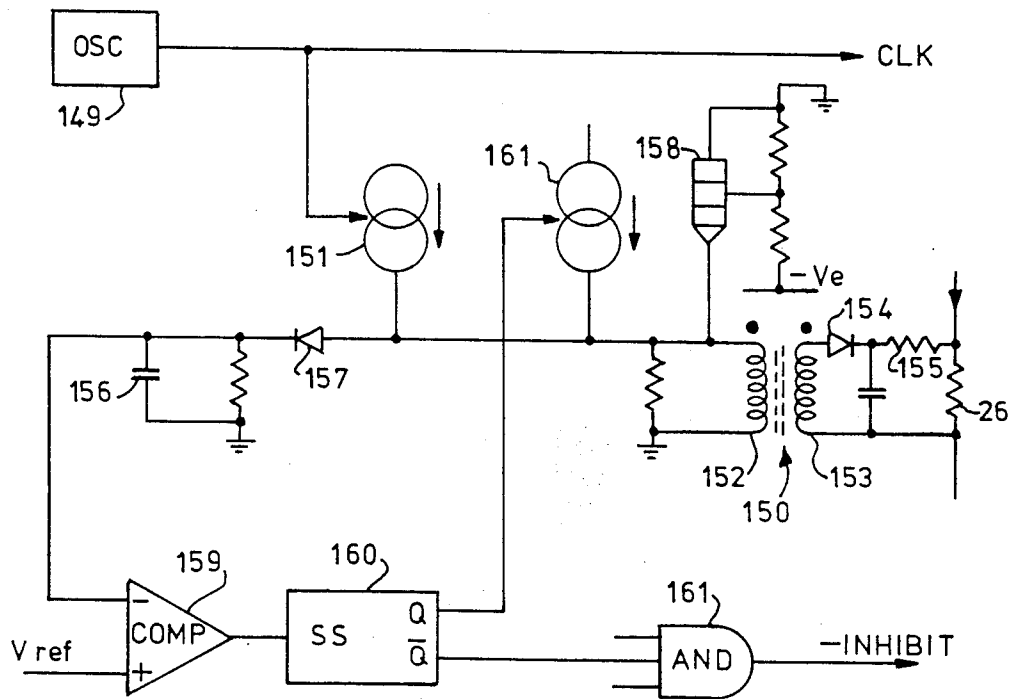 OSC
CLK
149
161
158
151
-Ve
154
157
156
155
26
152
153
150
159
160
161
-
COMP
+
V ref
SS
Q
Q̅
AND
-INHIBIT